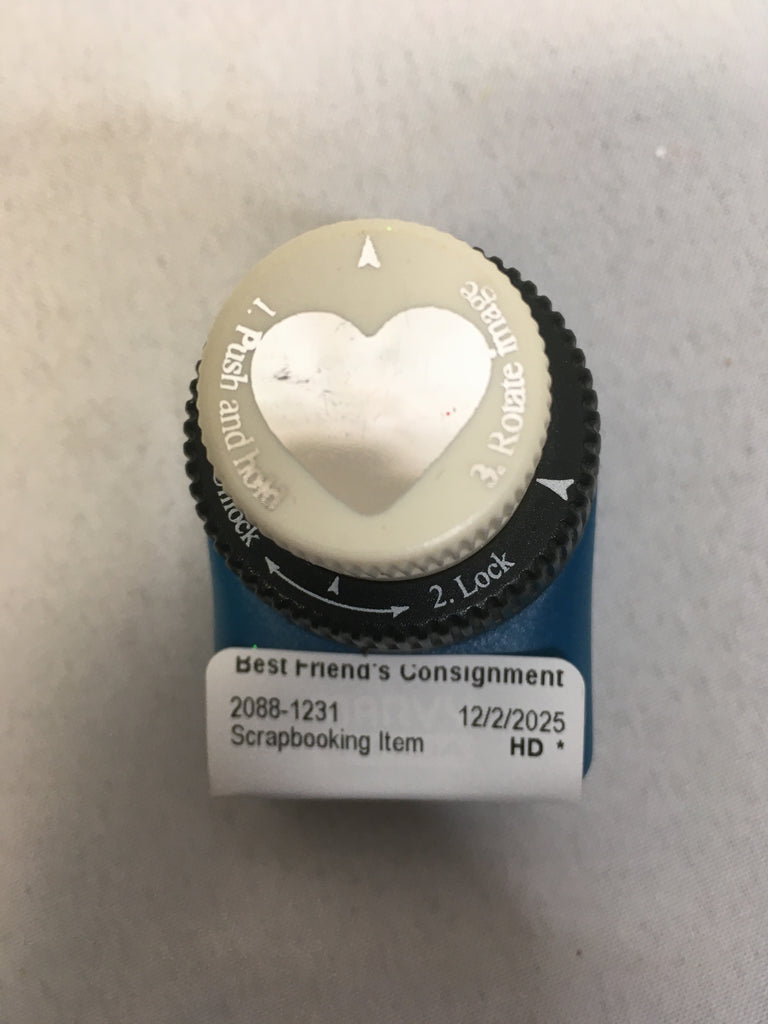 1. Push and hold
3. Rotate image
2. Lock
Best Friend's Consignment
2088-1231 12/2/2025
Scrapbooking Item HD *